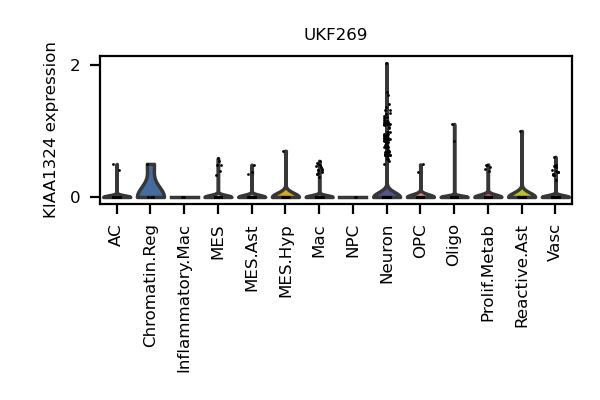 UKF269
KIAA1324 expression
2
0
AC
Chromatin.Reg
Inflammatory.Mac
MES
MES.Ast
MES.Hyp
Mac
NPC
Neuron
OPC
Oligo
Prolif.Metab
Reactive.Ast
Vasc